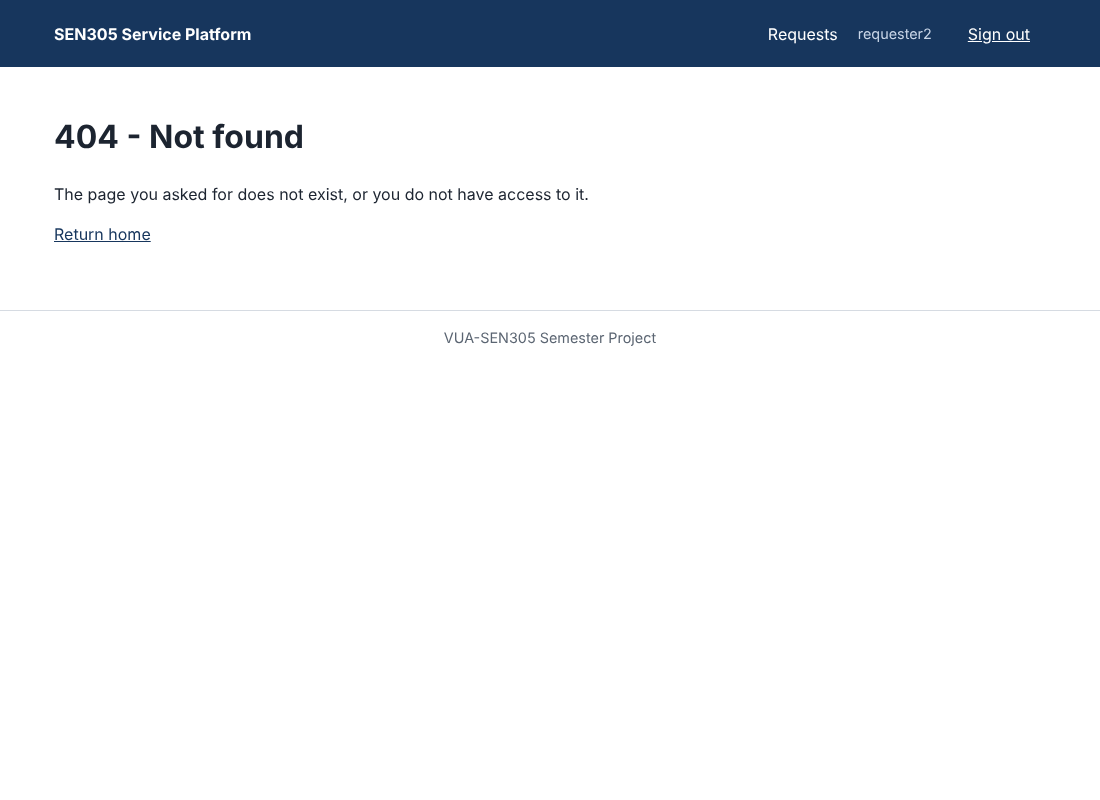 SEN305 Service Platform
Requests requester2 Sign out
404 - Not found
The page you asked for does not exist, or you do not have access to it.
Return home
VUA-SEN305 Semester Project